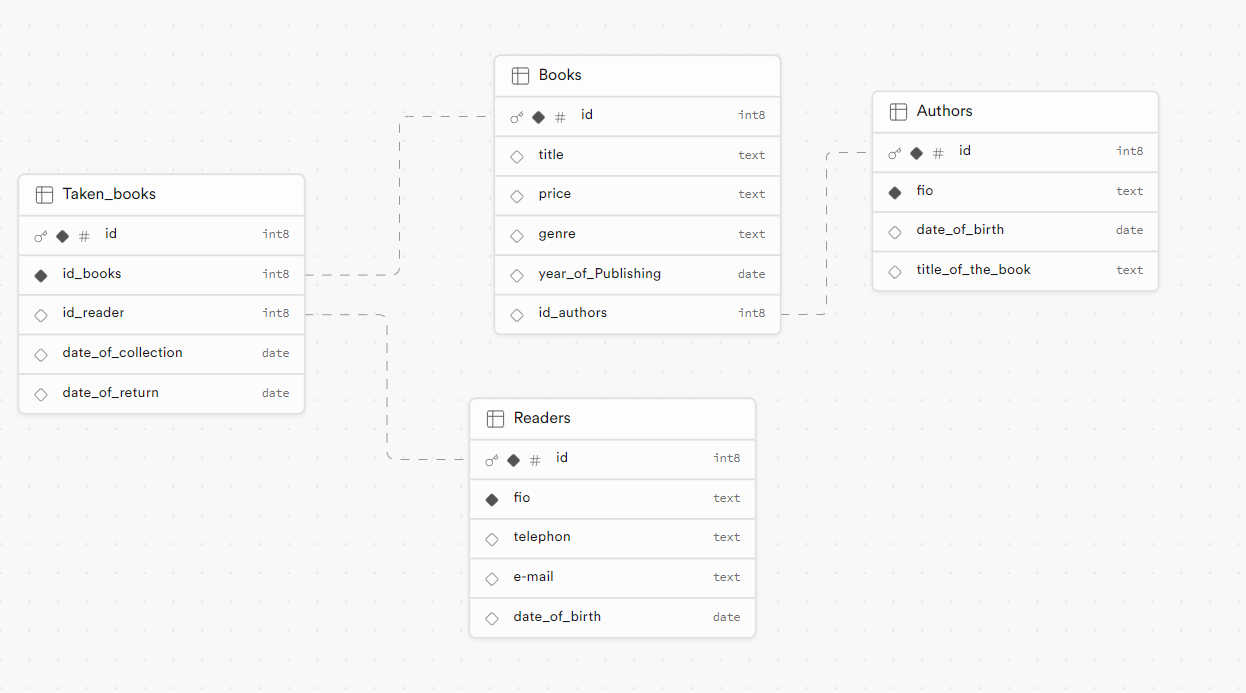 Books
# id int8
title text
price text
genre text
year_of_Publishing date
id_authors int8
Authors
# id int8
fio text
date_of_birth date
title_of_the_book text
Taken_books
# id int8
id_books int8
id_reader int8
date_of_collection date
date_of_return date
Readers
# id int8
fio text
telephon text
e-mail text
date_of_birth date